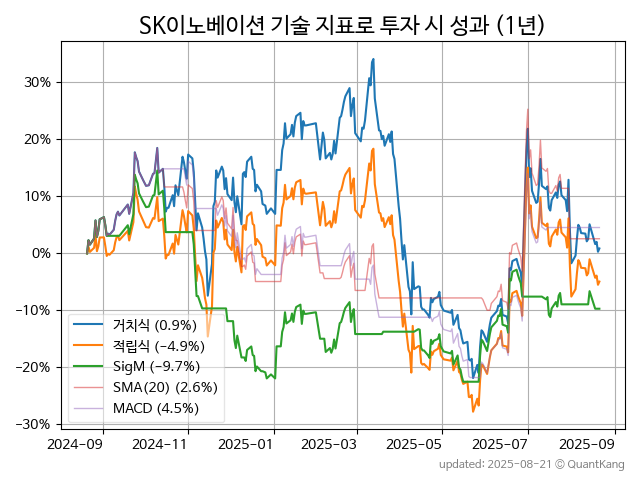 SK이노베이션 기술 지표로 투자 시 성과 (1년)
30%
20%
10%
0%
−10%
−20%
−30%
거치식 (0.9%)
적립식 (−4.9%)
SigM (−9.7%)
SMA(20) (2.6%)
MACD (4.5%)
2024-09
2024-11
2025-01
2025-03
2025-05
2025-07
2025-09
updated: 2025-08-21 © QuantKang